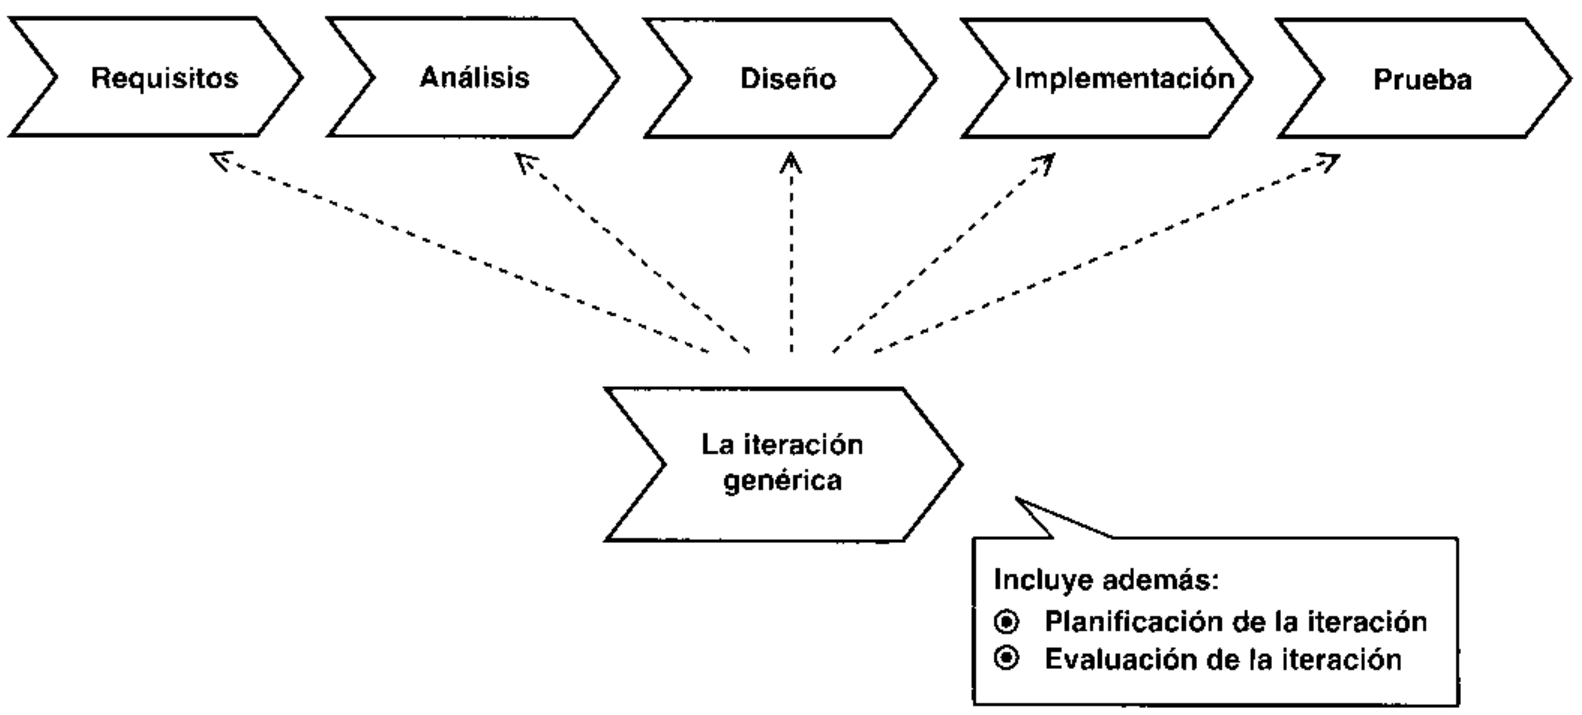 Requisitos
Análisis
Diseño
Implementación
Prueba
La iteración
genérica
Incluye además:
Planificación de la iteración
Evaluación de la iteración